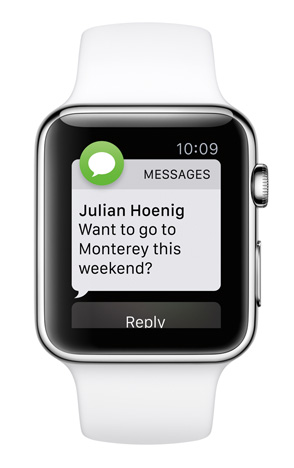 10:09
MESSAGES
Julian Hoenig
Want to go to
Monterey this
weekend?
Reply